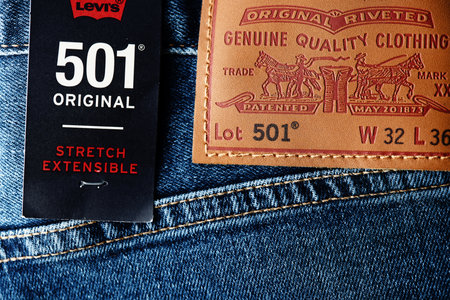 Levi's
501®
ORIGINAL
STRETCH
EXTENSIBLE
ORIGINAL RIVETED
GENUINE QUALITY CLOTHING
TRADE MARK
XX
PATENTED MAY 20 1873
Lot 501® W 32 L 36